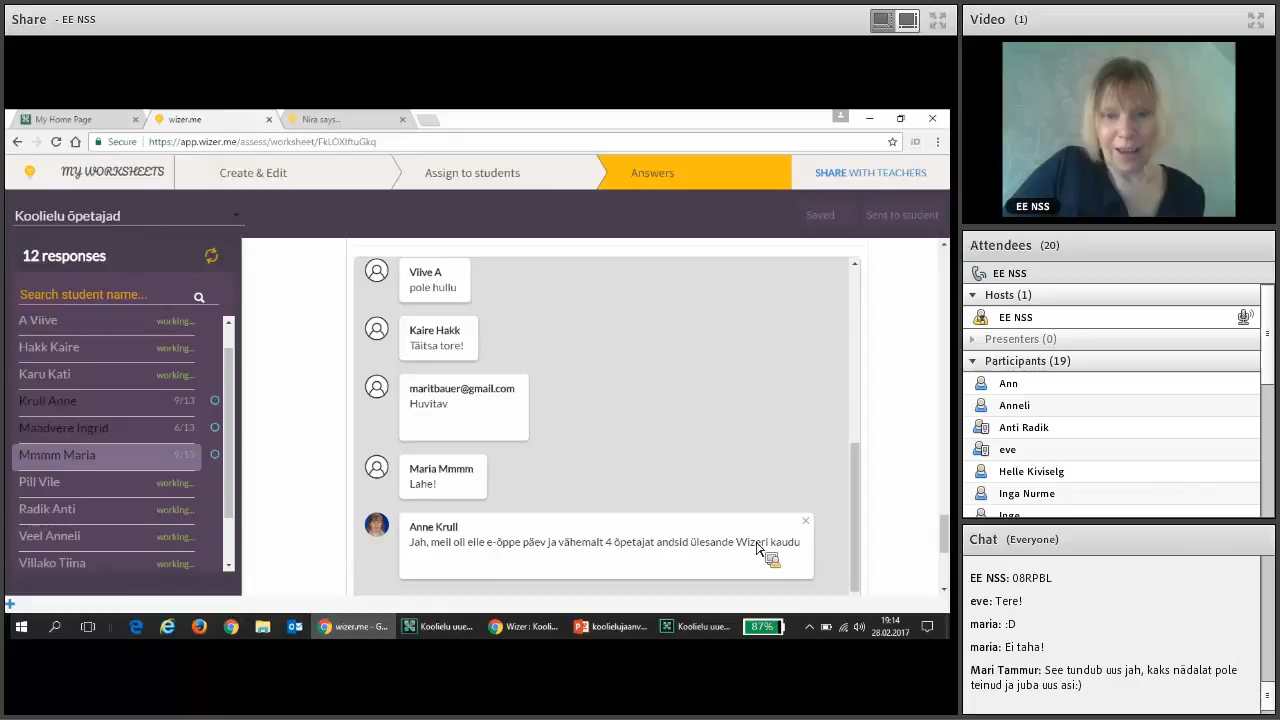 Share - EE NSS
My Home Page
wizer.me
Nira says...
Secure
https://app.wizer.me/assess/worksheet/FkLOXIftuGkq
MY WORKSHEETS
Create & Edit
Assign to students
Answers
SHARE WITH TEACHERS
Koolielu õpetajad
Saved
Sent to student
12 responses
Search student name...
A Viive working...
Hakk Kaire working...
Karu Kati working...
Krull Anne 9/13
Maadvere Ingrid 6/13
Mmmm Maria 9/13
Pill Vile working...
Radik Anti working...
Veel Anneli working...
Villako Tiina working...
Viive A
pole hullu
Kaire Hakk
Täitsa tore!
maritbauer@gmail.com
Huvitav
Maria Mmmm
Lahe!
Anne Krull
Jah, meil oli eile e-õppe päev ja vähemalt 4 õpetajat andsid ülesande Wizeri kaudu
wizer.me - G...
Koolielu uue...
Wizer : Kooli...
koolielujaanv...
Koolielu uue...
87%
19:14
28.02.2017
Video (1)
EE NSS
Attendees (20)
EE NSS
Hosts (1)
EE NSS
Presenters (0)
Participants (19)
Ann
Anneli
Anti Radik
eve
Helle Kiviselg
Inga Nurme
Inge
Chat (Everyone)
EE NSS: 08RPBL
eve: Tere!
maria: :D
maria: Ei taha!
Mari Tammur: See tundub uus jah, kaks nädalat pole
teinud ja juba uus asi:)